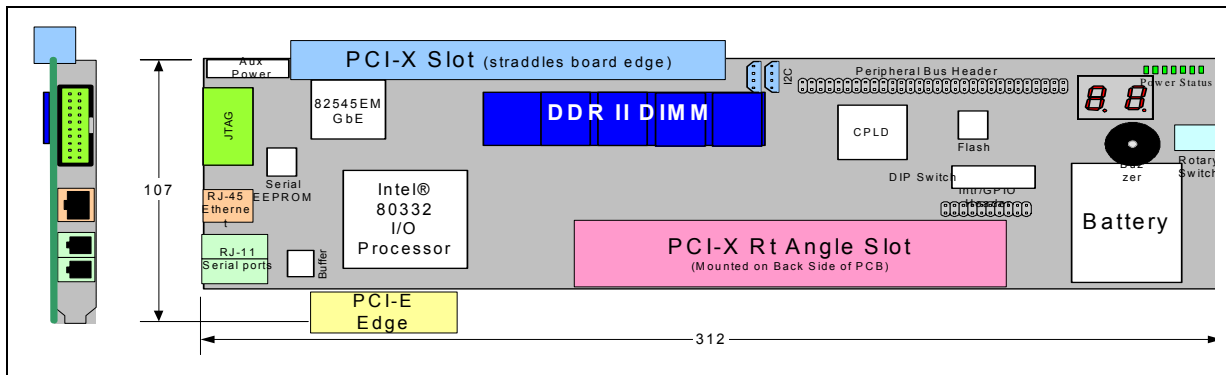 PCI-X Slot (straddles board edge)
Aux
Power
I2C
Peripheral Bus Header
Power Status
8. 8.
82545EM
GbE
DDR II DIMM
JTAG
CPLD
Flash
Buz
zer
Rotary
Switch
Serial
EEPROM
DIP Switch
Intr/GPIO
Header
107
RJ-45
Etherne
t
Intel®
80332
I/O
Processor
Battery
RJ-11
Serial ports
Buffer
PCI-X Rt Angle Slot
(Mounted on Back Side of PCB)
PCI-E
Edge
312